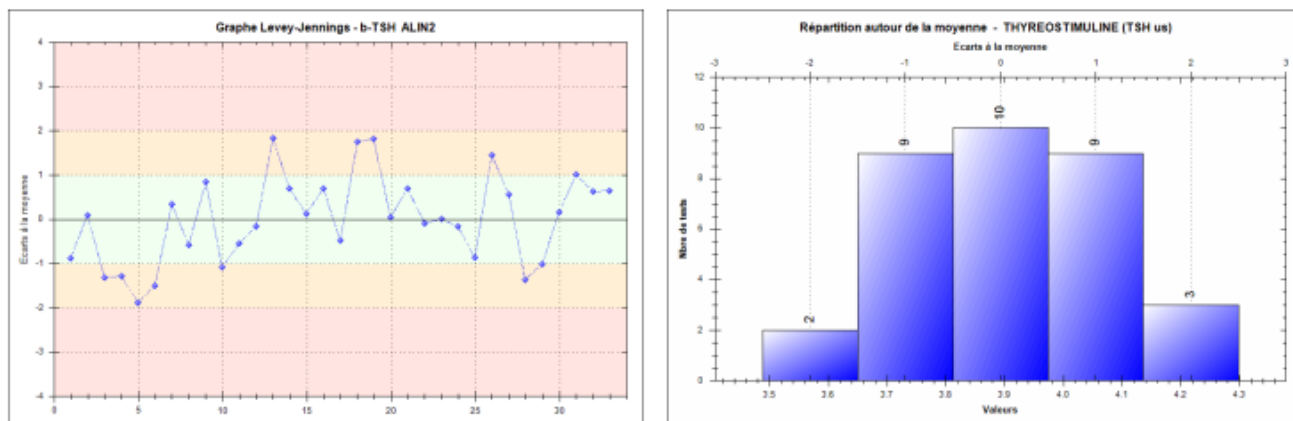 Graphe Levey-Jennings - b-TSH ALIN2
4
3
2
1
0
-1
-2
-3
-4
Ecarts à la moyenne
0 5 10 15 20 25 30
Répartition autour de la moyenne - THYREOSTIMULINE (TSH us)
Ecarts à la moyenne
-3 -2 -1 0 1 2 3
12
10
8
6
4
2
0
Nbre de tests
2 9 10 9 3
3.5 3.6 3.7 3.8 3.9 4.0 4.1 4.2 4.3
Valeurs